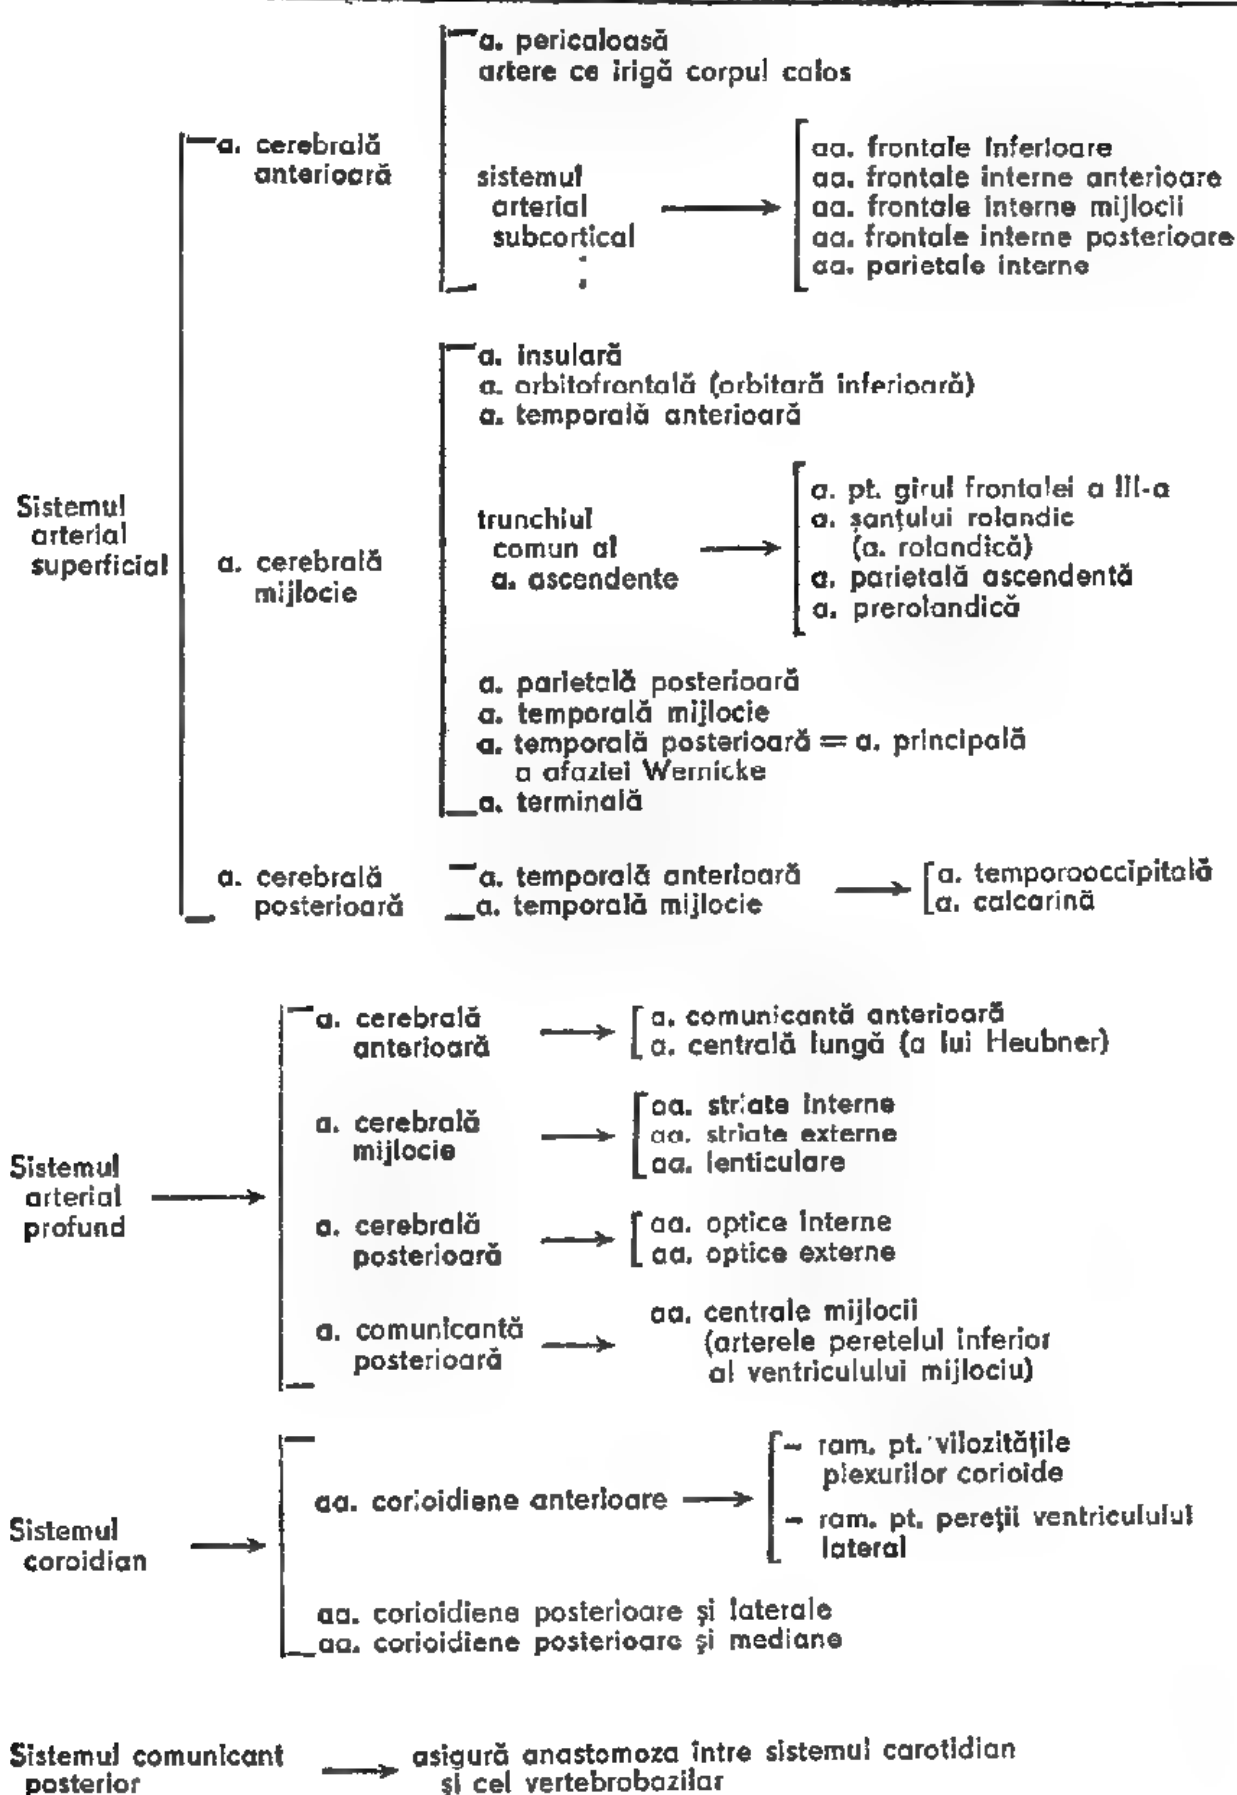 a. pericaloasă
artere ce irigă corpul calos
a. cerebrală
anterioară
sistemul
arterial
subcortical
aa. frontale inferioare
aa. frontale interne anterioare
aa. frontale interne mijlocii
aa. frontale interne posterioare
aa. parietale interne
Sistemul
arterial
superficial
a. cerebrală
mijlocie
a. insulară
a. orbitofrontală (orbitară inferioară)
a. temporală anterioară
trunchiul
comun al
a. ascendente
a. pt. girul frontalei a III-a
a. șanțului rolandic
(a. rolandică)
a. parietală ascendentă
a. prerolandică
a. parietală posterioară
a. temporală mijlocie
a. temporală posterioară = a. principală
a afaziei Wernicke
a. terminală
a. cerebrală
posterioară
a. temporală anterioară
a. temporală mijlocie
a. temporooccipitală
a. calcarină
Sistemul
arterial
profund
a. cerebrală
anterioară
a. comunicantă anterioară
a. centrală lungă (a lui Heubner)
a. cerebrală
mijlocie
aa. striate interne
aa. striate externe
aa. lenticulare
a. cerebrală
posterioară
aa. optice interne
aa. optice externe
a. comunicantă
posterioară
aa. centrale mijlocii
(arterele peretelui inferior
al ventriculului mijlociu)
Sistemul
coroidian
aa. corioidiene anterioare
- ram. pt. vilozitățile
plexurilor corioide
- ram. pt. pereții ventriculului
lateral
aa. corioidiene posterioare și laterale
aa. corioidiene posterioare și mediane
Sistemul comunicant
posterior
asigură anastomoza între sistemul carotidian
și cel vertebrobazilar